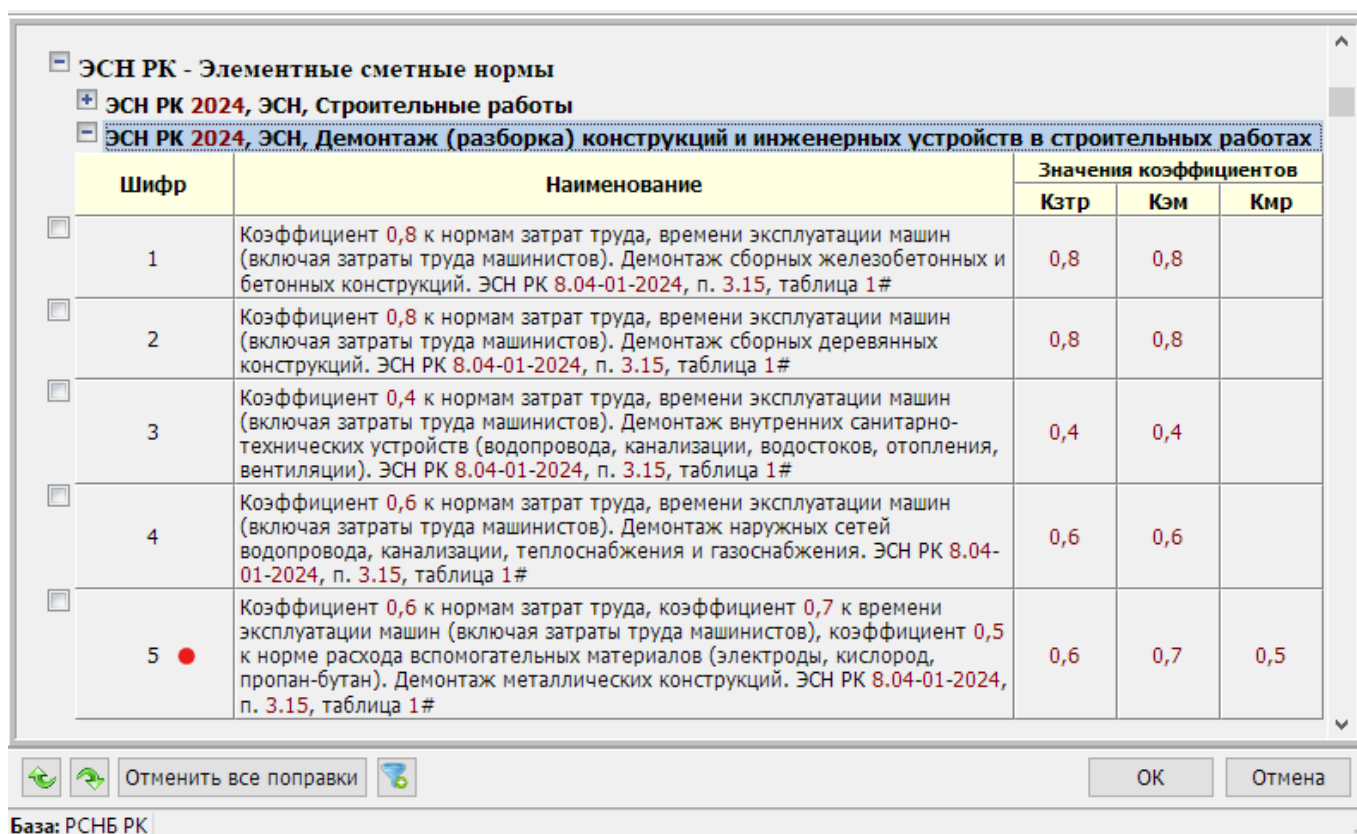 ЭСН РК - Элементные сметные нормы
ЭСН РК 2024, ЭСН, Строительные работы
ЭСН РК 2024, ЭСН, Демонтаж (разборка) конструкций и инженерных устройств в строительных работах
Шифр
Наименование
Значения коэффициентов
Кзтр Кэм Кмр
1
Коэффициент 0,8 к нормам затрат труда, времени эксплуатации машин
(включая затраты труда машинистов). Демонтаж сборных железобетонных и
бетонных конструкций. ЭСН РК 8.04-01-2024, п. 3.15, таблица 1#
0,8 0,8
2
Коэффициент 0,8 к нормам затрат труда, времени эксплуатации машин
(включая затраты труда машинистов). Демонтаж сборных деревянных
конструкций. ЭСН РК 8.04-01-2024, п. 3.15, таблица 1#
0,8 0,8
3
Коэффициент 0,4 к нормам затрат труда, времени эксплуатации машин
(включая затраты труда машинистов). Демонтаж внутренних санитарно-
технических устройств (водопровода, канализации, водостоков, отопления,
вентиляции). ЭСН РК 8.04-01-2024, п. 3.15, таблица 1#
0,4 0,4
4
Коэффициент 0,6 к нормам затрат труда, времени эксплуатации машин
(включая затраты труда машинистов). Демонтаж наружных сетей
водопровода, канализации, теплоснабжения и газоснабжения. ЭСН РК 8.04-
01-2024, п. 3.15, таблица 1#
0,6 0,6
5
Коэффициент 0,6 к нормам затрат труда, коэффициент 0,7 к времени
эксплуатации машин (включая затраты труда машинистов), коэффициент 0,5
к норме расхода вспомогательных материалов (электроды, кислород,
пропан-бутан). Демонтаж металлических конструкций. ЭСН РК 8.04-01-2024,
п. 3.15, таблица 1#
0,6 0,7 0,5
Отменить все поправки
ОК
Отмена
База: РСНБ РК